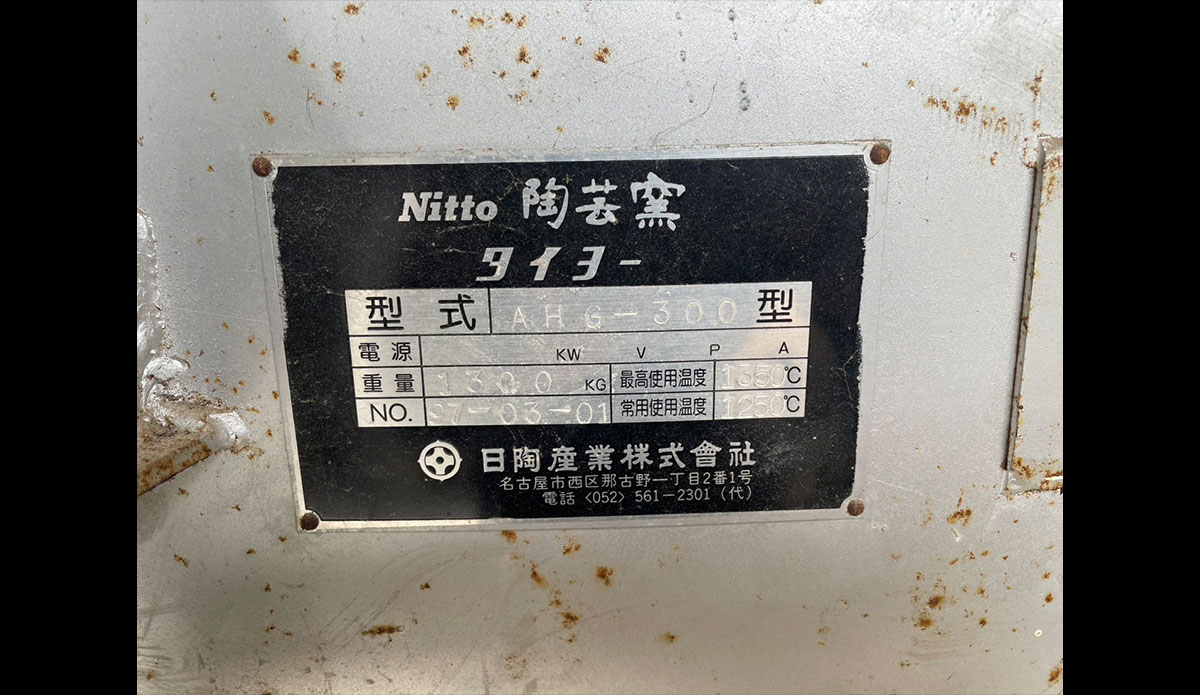 Nitto 陶芸窯
タイヨー
型式 AHG-300 型
電源 KW V P A
重量 1300 KG 最高使用温度 1350℃
NO. 97-03-01 常用使用温度 1250℃
日陶産業株式會社
名古屋市西区那古野一丁目2番1号
電話〈052〉561-2301（代）